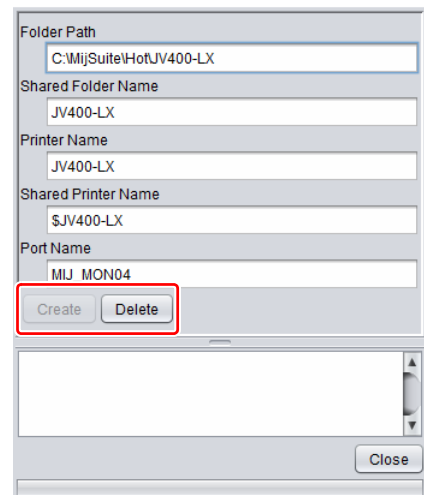 Folder Path
C:\MijSuite\Hot\JV400-LX
Shared Folder Name
JV400-LX
Printer Name
JV400-LX
Shared Printer Name
$JV400-LX
Port Name
MIJ_MON04
Create Delete
Close